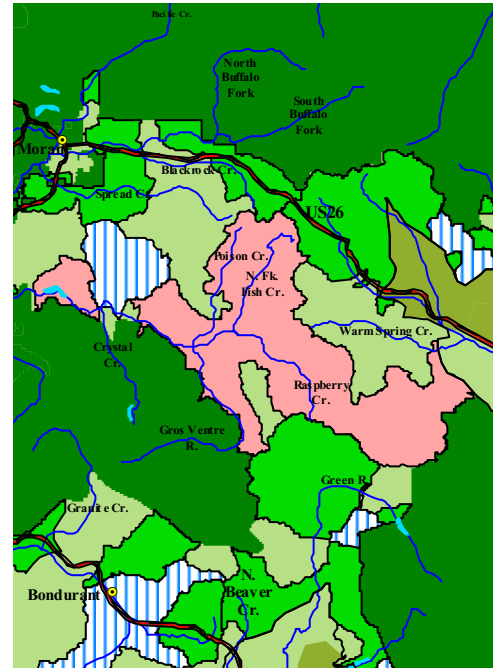 Pacific Cr.
North
Buffalo
Fork
South
Buffalo
Fork
Moran
Blackrock Cr.
Spread Cr.
US26
Poison Cr.
N. Fk.
Fish Cr.
Warm Spring Cr.
Crystal
Cr.
Raspberry
Cr.
Gros Ventre
R.
Green R.
Granite Cr.
N.
Beaver
Cr.
Bondurant